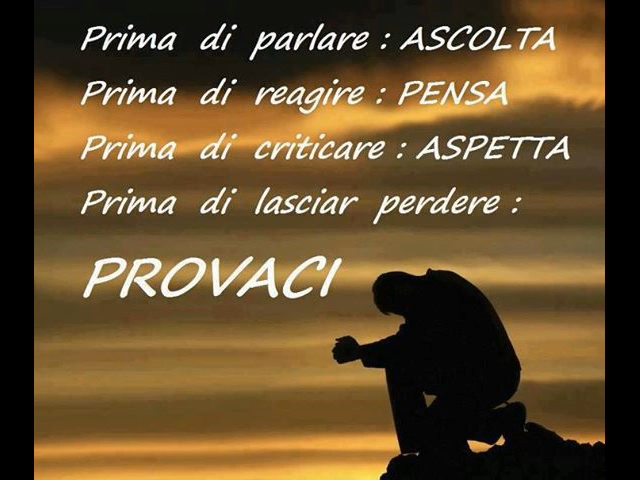 Prima di parlare : ASCOLTA
Prima di reagire : PENSA
Prima di criticare : ASPETTA
Prima di lasciar perdere :
PROVACI